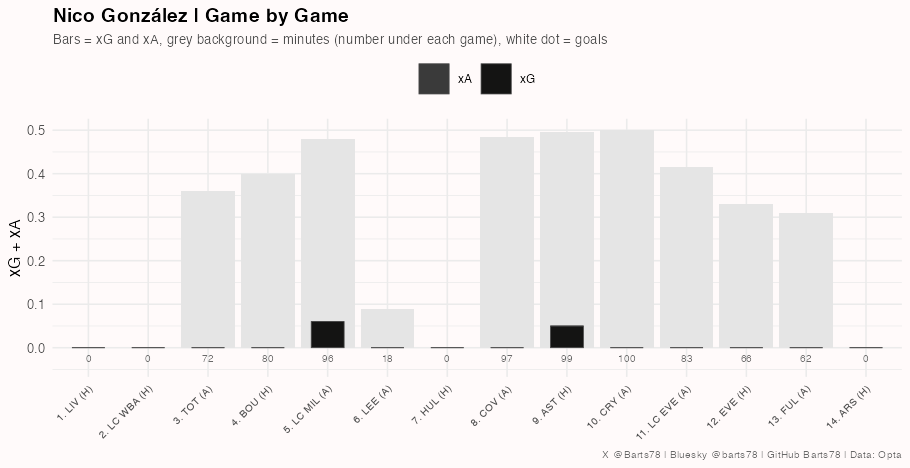 Nico González | Game by Game
Bars = xG and xA, grey background = minutes (number under each game), white dot = goals
xA xG
xG + xA
0.5
0.4
0.3
0.2
0.1
0.0
0 0 72 80 96 18 0 97 99 100 83 66 62 0
1. LIV (H)
2. LC WBA (H)
3. TOT (A)
4. BOU (H)
5. LC MIL (A)
6. LEE (A)
7. HUL (H)
8. COV (A)
9. AST (H)
10. CRY (A)
11. LC EVE (A)
12. EVE (H)
13. FUL (A)
14. ARS (H)
X @Barts78 | Bluesky @barts78 | GitHub Barts78 | Data: Opta